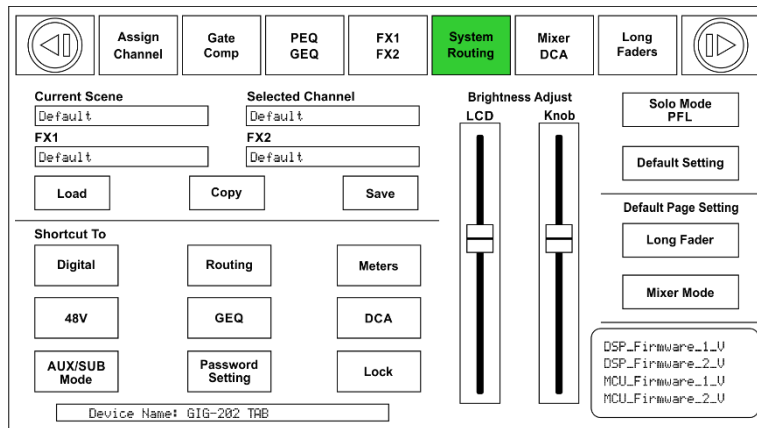 Assign
Channel
Gate
Comp
PEQ
GEQ
FX1
FX2
System
Routing
Mixer
DCA
Long
Faders
Current Scene
Default
Selected Channel
Default
FX1
Default
FX2
Default
Load
Copy
Save
Shortcut To
Digital
Routing
Meters
48V
GEQ
DCA
AUX/SUB
Mode
Password
Setting
Lock
Device Name: GIG-202 TAB
Brightness Adjust
LCD
Knob
Solo Mode
PFL
Default Setting
Default Page Setting
Long Fader
Mixer Mode
DSP_Firmware_1_V
DSP_Firmware_2_V
MCU_Firmware_1_V
MCU_Firmware_2_V